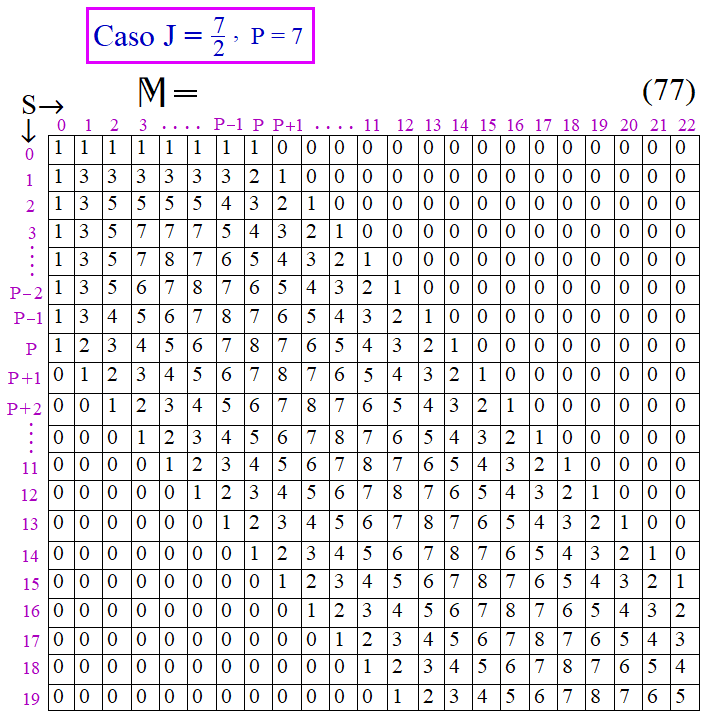 Caso J = 7/2 , P = 7
𝕄 = (77)
S→
↓
0 1 2 3 .... P−1 P P+1 .... 11 12 13 14 15 16 17 18 19 20 21 22
0 1 1 1 1 1 1 1 1 0 0 0 0 0 0 0 0 0 0 0 0 0 0 0
1 1 3 3 3 3 3 3 2 1 0 0 0 0 0 0 0 0 0 0 0 0 0 0
2 1 3 5 5 5 5 4 3 2 1 0 0 0 0 0 0 0 0 0 0 0 0 0
3 1 3 5 7 7 7 5 4 3 2 1 0 0 0 0 0 0 0 0 0 0 0 0
⋮ 1 3 5 7 8 7 6 5 4 3 2 1 0 0 0 0 0 0 0 0 0 0 0
P−2 1 3 5 6 7 8 7 6 5 4 3 2 1 0 0 0 0 0 0 0 0 0 0
P−1 1 3 4 5 6 7 8 7 6 5 4 3 2 1 0 0 0 0 0 0 0 0 0
P 1 2 3 4 5 6 7 8 7 6 5 4 3 2 1 0 0 0 0 0 0 0 0
P+1 0 1 2 3 4 5 6 7 8 7 6 5 4 3 2 1 0 0 0 0 0 0 0
P+2 0 0 1 2 3 4 5 6 7 8 7 6 5 4 3 2 1 0 0 0 0 0 0
⋮ 0 0 0 1 2 3 4 5 6 7 8 7 6 5 4 3 2 1 0 0 0 0 0
11 0 0 0 0 1 2 3 4 5 6 7 8 7 6 5 4 3 2 1 0 0 0 0
12 0 0 0 0 0 1 2 3 4 5 6 7 8 7 6 5 4 3 2 1 0 0 0
13 0 0 0 0 0 0 1 2 3 4 5 6 7 8 7 6 5 4 3 2 1 0 0
14 0 0 0 0 0 0 0 1 2 3 4 5 6 7 8 7 6 5 4 3 2 1 0
15 0 0 0 0 0 0 0 0 1 2 3 4 5 6 7 8 7 6 5 4 3 2 1
16 0 0 0 0 0 0 0 0 0 1 2 3 4 5 6 7 8 7 6 5 4 3 2
17 0 0 0 0 0 0 0 0 0 0 1 2 3 4 5 6 7 8 7 6 5 4 3
18 0 0 0 0 0 0 0 0 0 0 0 1 2 3 4 5 6 7 8 7 6 5 4
19 0 0 0 0 0 0 0 0 0 0 0 0 1 2 3 4 5 6 7 8 7 6 5